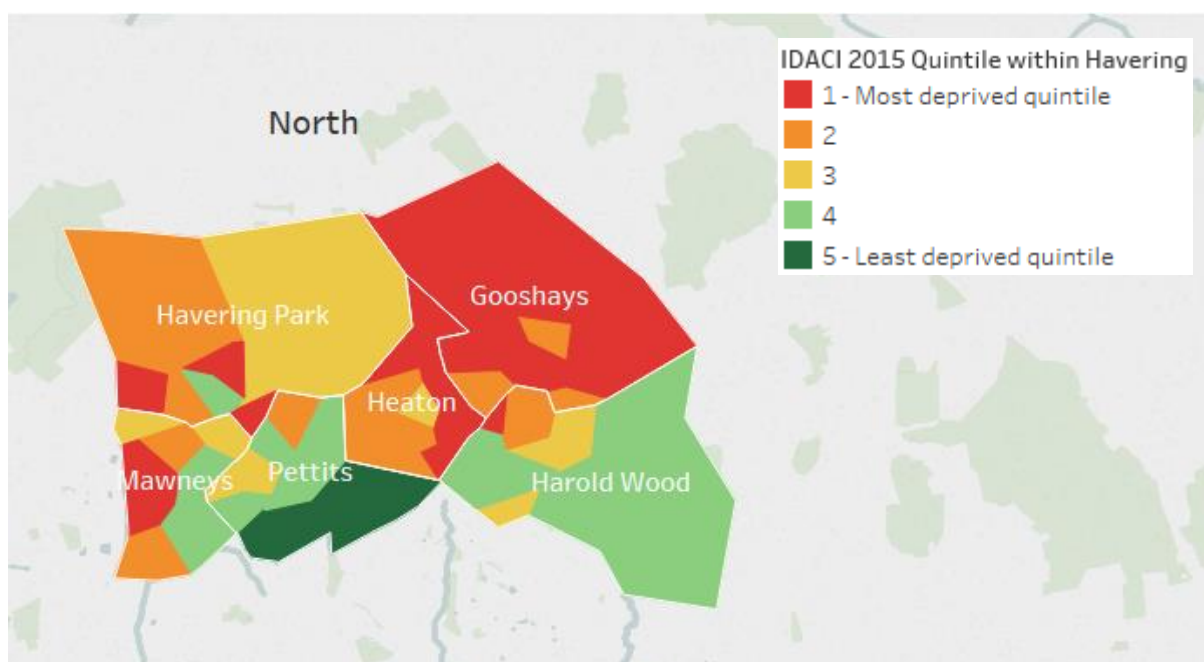 IDACI 2015 Quintile within Havering
1 - Most deprived quintile
2
3
4
5 - Least deprived quintile
North
Gooshays
Havering Park
Heaton
Mawneys
Pettits
Harold Wood